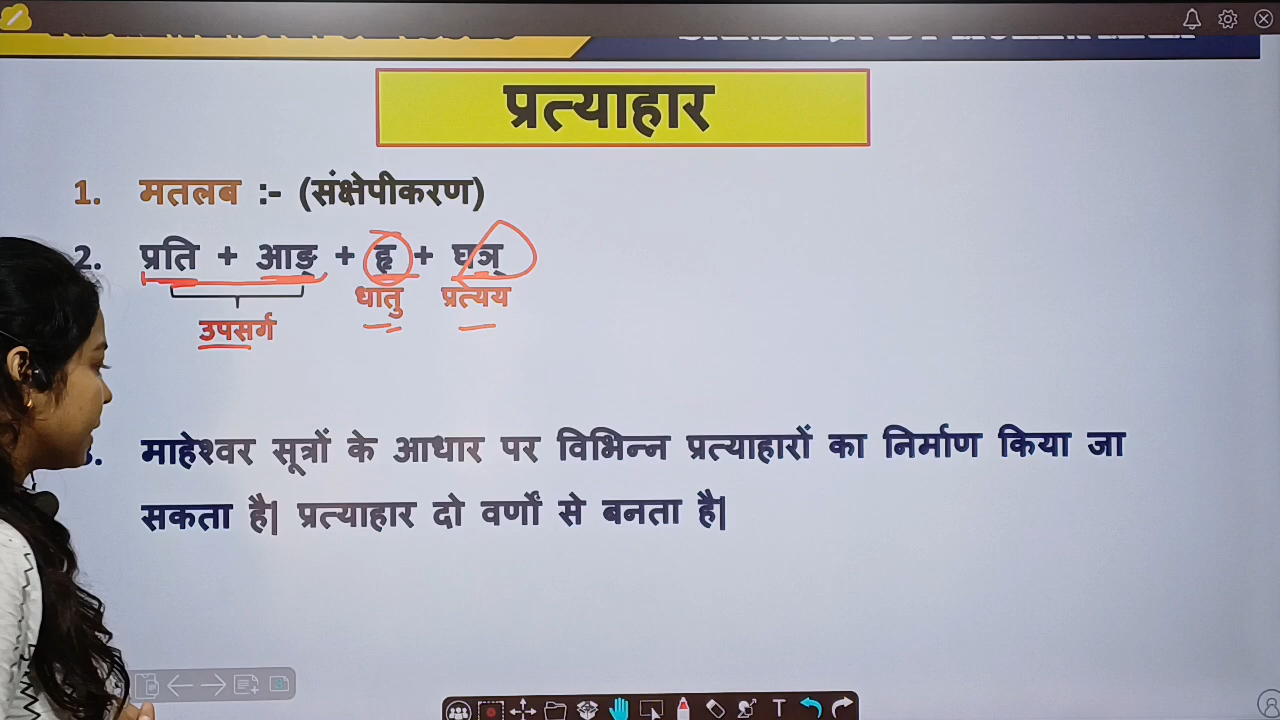 प्रत्याहार
1. मतलब :- (संक्षेपीकरण)
2. प्रति + आङ् + हृ + घञ्
धातु प्रत्यय
उपसर्ग
माहेश्वर सूत्रों के आधार पर विभिन्न प्रत्याहारों का निर्माण किया जा
सकता है| प्रत्याहार दो वर्णों से बनता है|